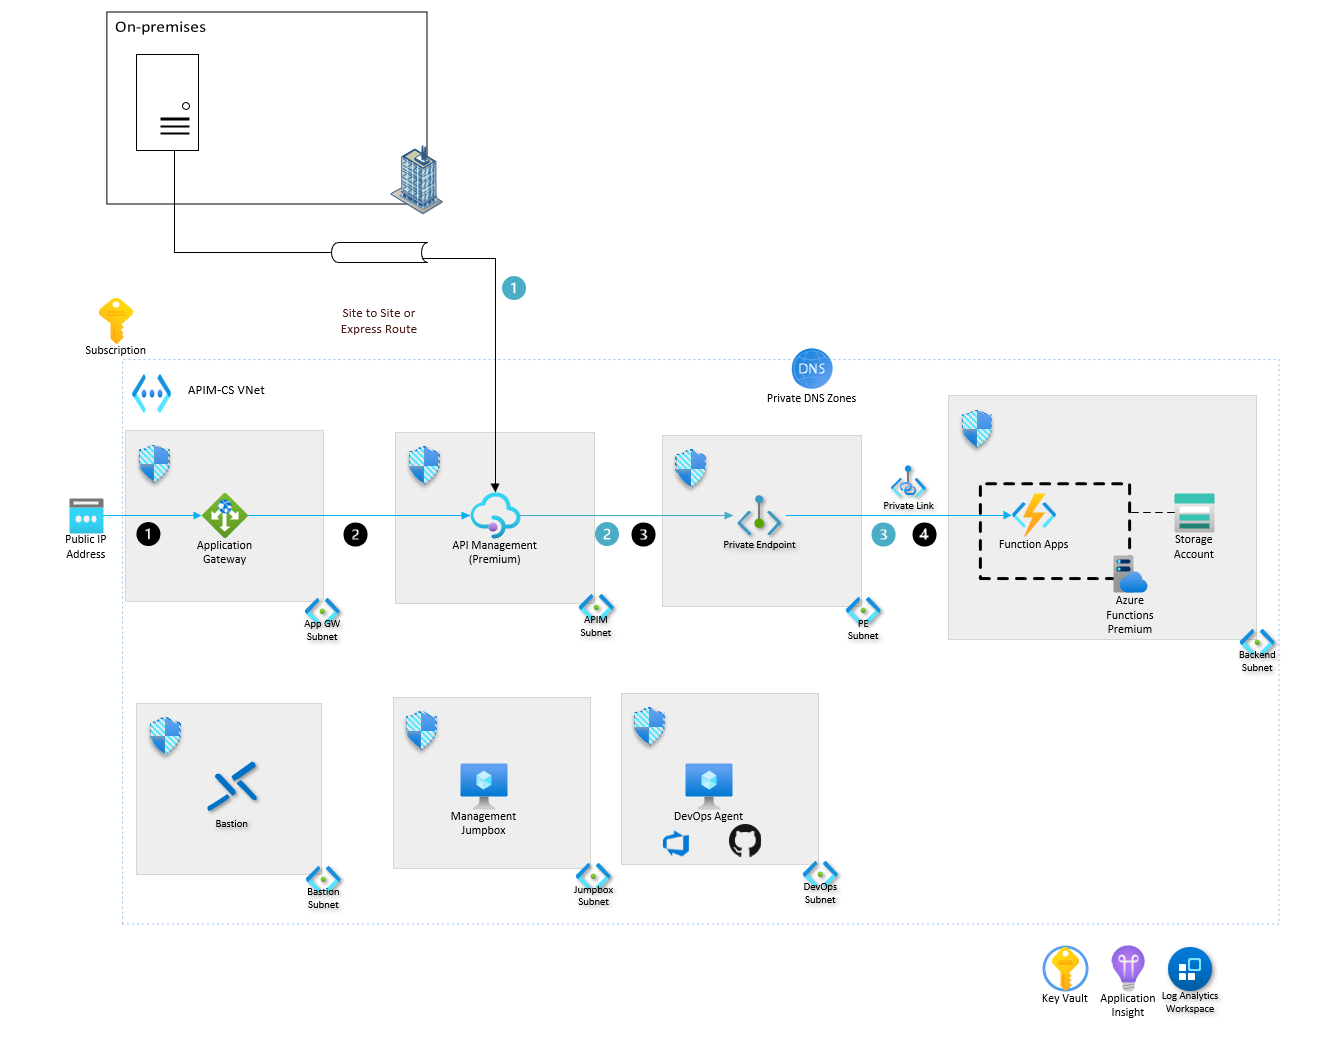 On-premises
1
Site to Site or
Express Route
Subscription
DNS
Private DNS Zones
APIM-CS VNet
Public IP
Address
1
Application
Gateway
2
API Management
(Premium)
2
3
Private Endpoint
Private Link
3
4
Function Apps
Storage
Account
Azure
Functions
Premium
App GW
Subnet
APIM
Subnet
PE
Subnet
Backend
Subnet
Bastion
Management
Jumpbox
DevOps Agent
Bastion
Subnet
Jumpbox
Subnet
DevOps
Subnet
Key Vault
Application
Insight
Log Analytics
Workspace